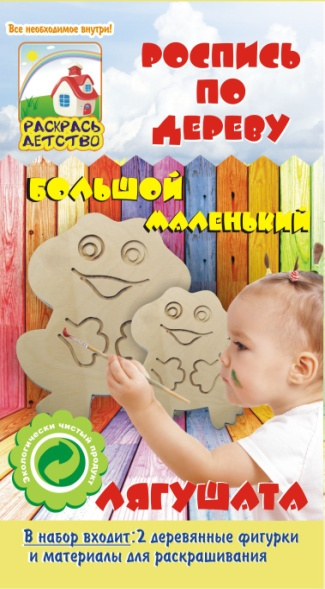 Все необходимое внутри!
РАСКРАСЬ
ДЕТСТВО
РОСПИСЬ
ПО
ДЕРЕВУ
БОЛЬШОЙ
МАЛЕНЬКИЙ
Экологически чистый продукт
ЛЯГУШАТА
В набор входит: 2 деревянные фигурки
и материалы для раскрашивания